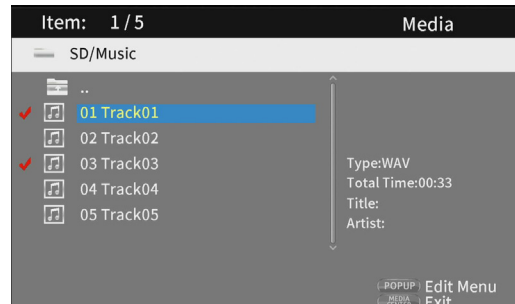 Item: 1/5 Media
SD/Music
..
01 Track01
02 Track02
03 Track03
04 Track04
05 Track05
Type:WAV
Total Time:00:33
Title:
Artist:
POPUP Edit Menu
MEDIA CENTER Exit